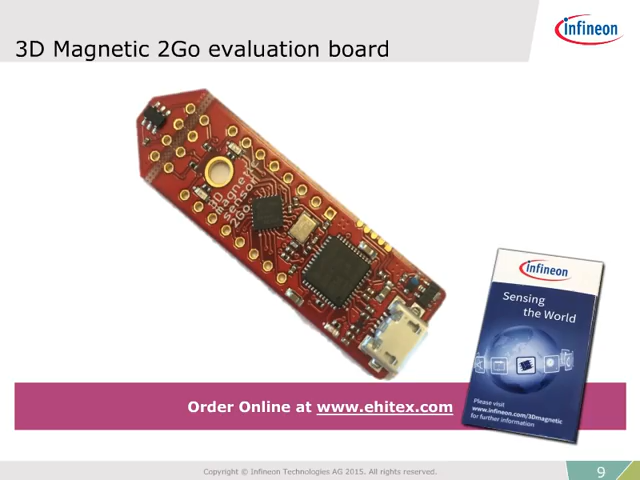 3D Magnetic 2Go evaluation board
infineon
3D
magnetic
sensor
2Go
infineon
Sensing
the World
Please visit
www.infineon.com/3Dmagnetic
for further information
Order Online at www.ehitex.com
Copyright © Infineon Technologies AG 2015. All rights reserved.
9